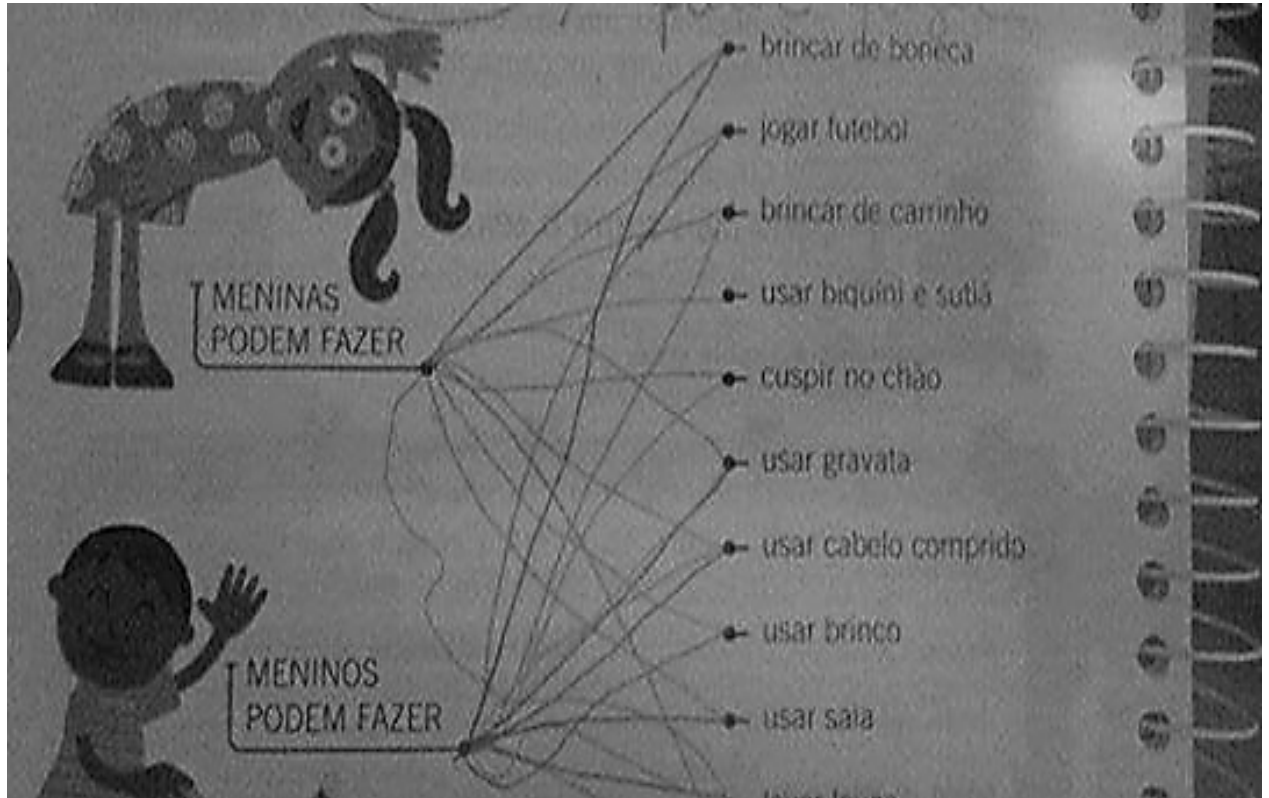 brincar de boneca
jogar futebol
brincar de carrinho
usar biquíni e sutiã
MENINAS
PODEM FAZER
cuspir no chão
usar gravata
usar cabelo comprido
usar brinco
MENINOS
PODEM FAZER
usar saia